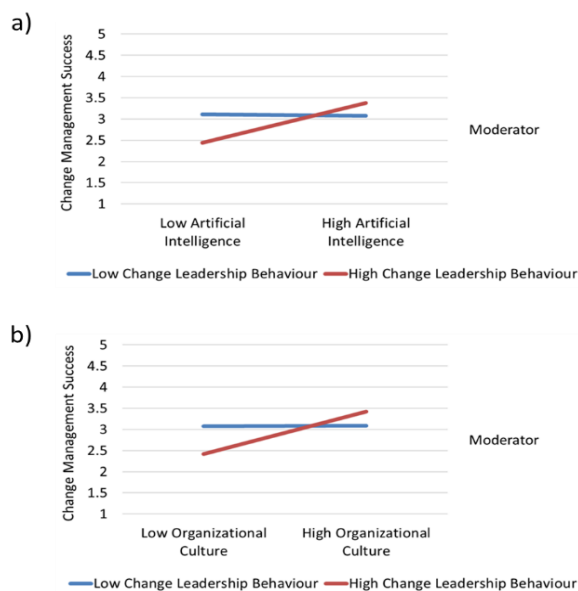 a)
Change Management Success
5
4.5
4
3.5
3
2.5
2
1.5
1
Low Artificial
Intelligence
High Artificial
Intelligence
Moderator
Low Change Leadership Behaviour
High Change Leadership Behaviour
b)
Change Management Success
5
4.5
4
3.5
3
2.5
2
1.5
1
Low Organizational
Culture
High Organizational
Culture
Moderator
Low Change Leadership Behaviour
High Change Leadership Behaviour